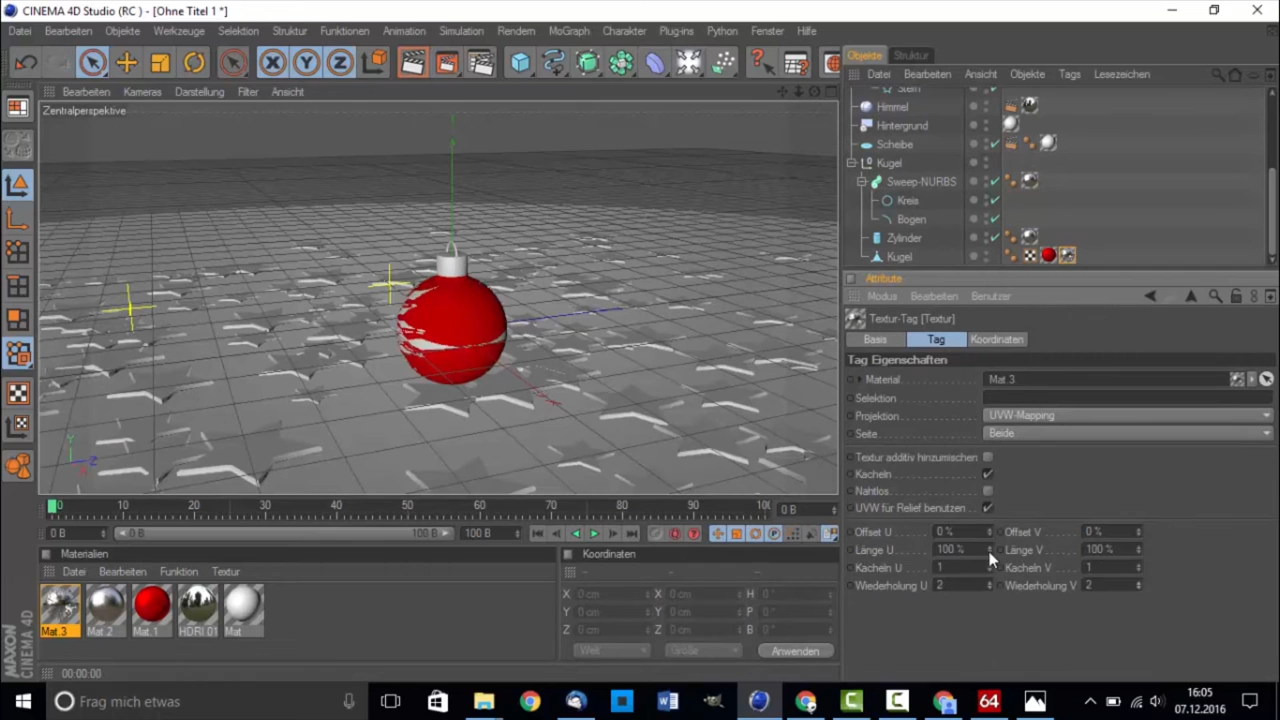 CINEMA 4D Studio (RC ) - [Ohne Titel 1 *]
Datei Bearbeiten Objekte Werkzeuge Selektion Struktur Funktionen Animation Simulation Rendern MoGraph Charakter Plug-ins Python Fenster Hilfe
X Y Z
Objekte Struktur
Datei Bearbeiten Ansicht Objekte Tags Lesezeichen
Bearbeiten Kameras Darstellung Filter Ansicht
Zentralperspektive
Stern
Himmel
Hintergrund
Scheibe
Kugel
Sweep-NURBS
Kreis
Bogen
Zylinder
Kugel
Attribute
Modus Bearbeiten Benutzer
Textur-Tag [Textur]
Basis Tag Koordinaten
Tag Eigenschaften
Material Mat.3
Selektion
Projektion UVW-Mapping
Seite Beide
Textur additiv hinzumischen
Kacheln
Nahtlos
UVW für Relief benutzen
Offset U 0 % Offset V 0 %
Länge U 100 % Länge V 100 %
Kacheln U 1 Kacheln V 1
Wiederholung U 2 Wiederholung V 2
Y
Z
0 10 20 30 40 50 60 70 80 90 10 0 B
0 B 0 B 100 B 100 B
Materialien
Datei Bearbeiten Funktion Textur
Mat.3 Mat.2 Mat.1 HDRI 01 Mat
Koordinaten
X 0 cm X 0 cm H 0 °
Y 0 cm Y 0 cm P 0 °
Z 0 cm Z 0 cm B 0 °
Welt Größe Anwenden
MAXON
CINEMA 4D
00:00:00
Frag mich etwas
64
16:05
07.12.2016